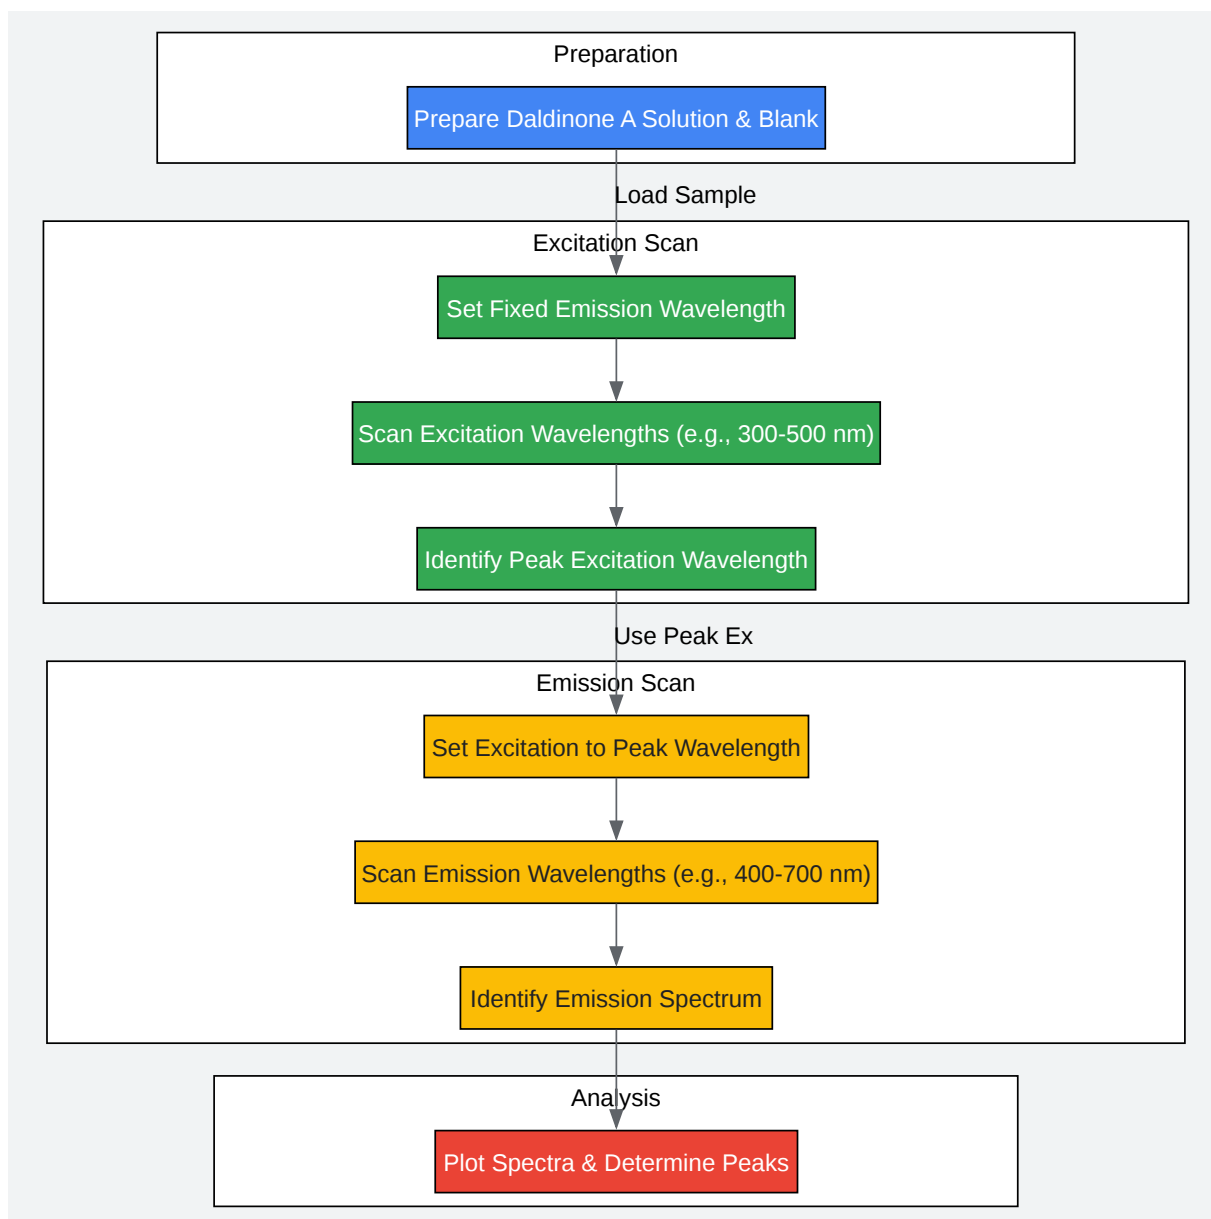 Preparation
Prepare Daldinone A Solution & Blank
Load Sample
Excitation Scan
Set Fixed Emission Wavelength
Scan Excitation Wavelengths (e.g., 300-500 nm)
Identify Peak Excitation Wavelength
Use Peak Ex
Emission Scan
Set Excitation to Peak Wavelength
Scan Emission Wavelengths (e.g., 400-700 nm)
Identify Emission Spectrum
Analysis
Plot Spectra & Determine Peaks